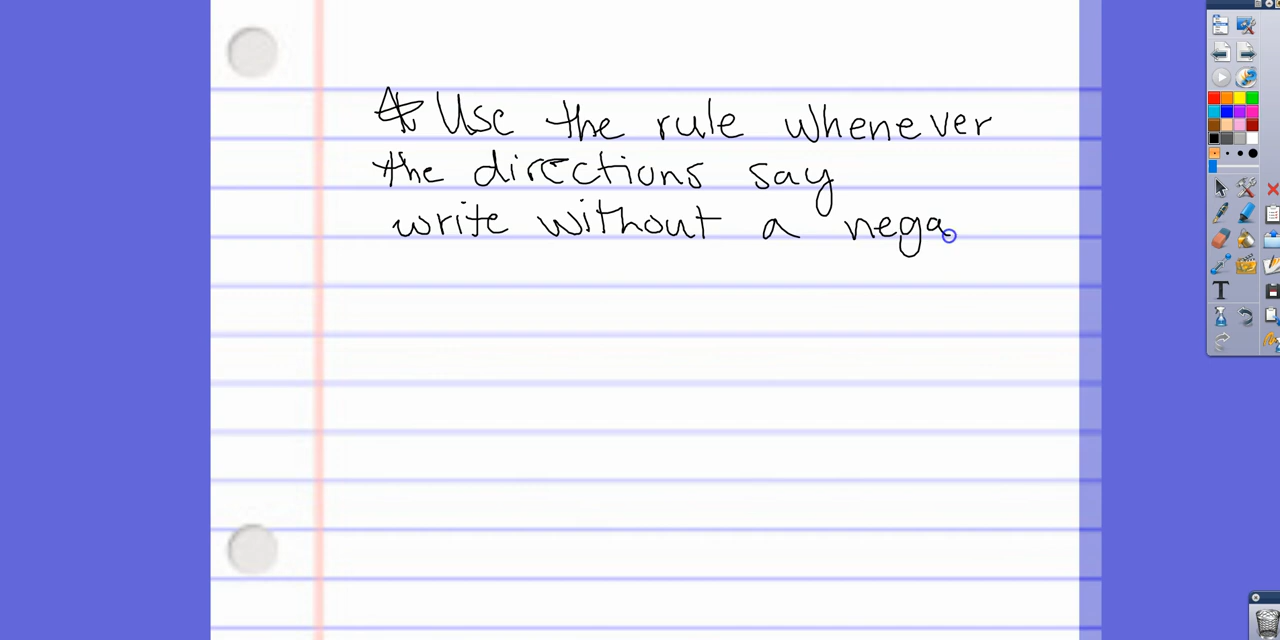 Use the rule whenever
the directions say
write without a nega